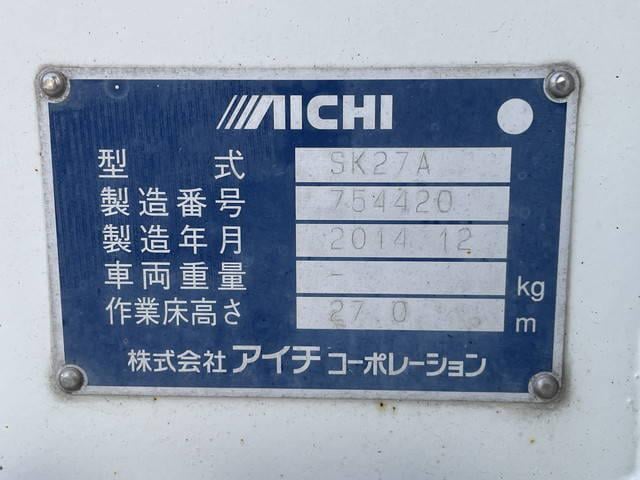 AICHI
型式 SK27A
製造番号 754420
製造年月 2014.12
車両重量 - kg
作業床高さ 27.0 m
株式会社アイチコーポレーション